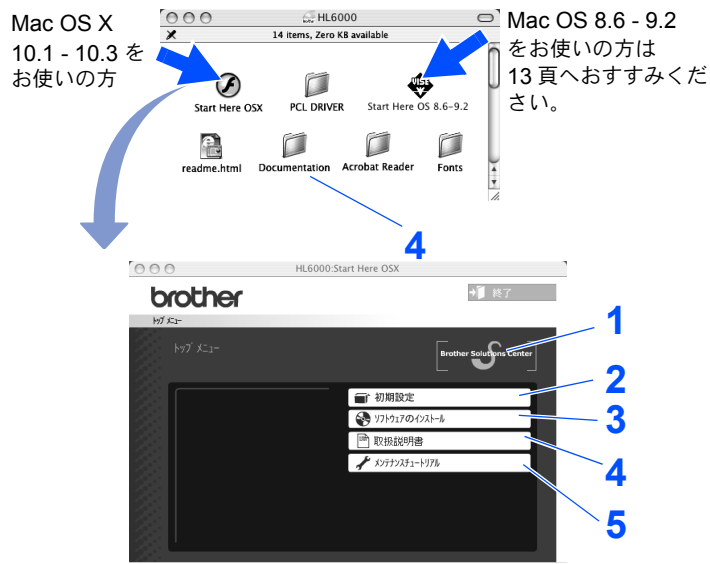 Mac OS X
10.1 - 10.3 を
お使いの方
HL6000
14 items, Zero KB available
Mac OS 8.6 - 9.2
をお使いの方は
13 頁へおすすみくだ
さい。
VISE
Start Here OSX
PCL DRIVER
Start Here OS 8.6-9.2
readme.html
Documentation
Acrobat Reader
Fonts
4
HL6000:Start Here OSX
brother
終了
トップ メニュー
トップ メニュー
Brother Solutions Center
1
初期設定
2
ソフトウェアのインストール
3
取扱説明書
4
メンテナンスチュートリアル
5